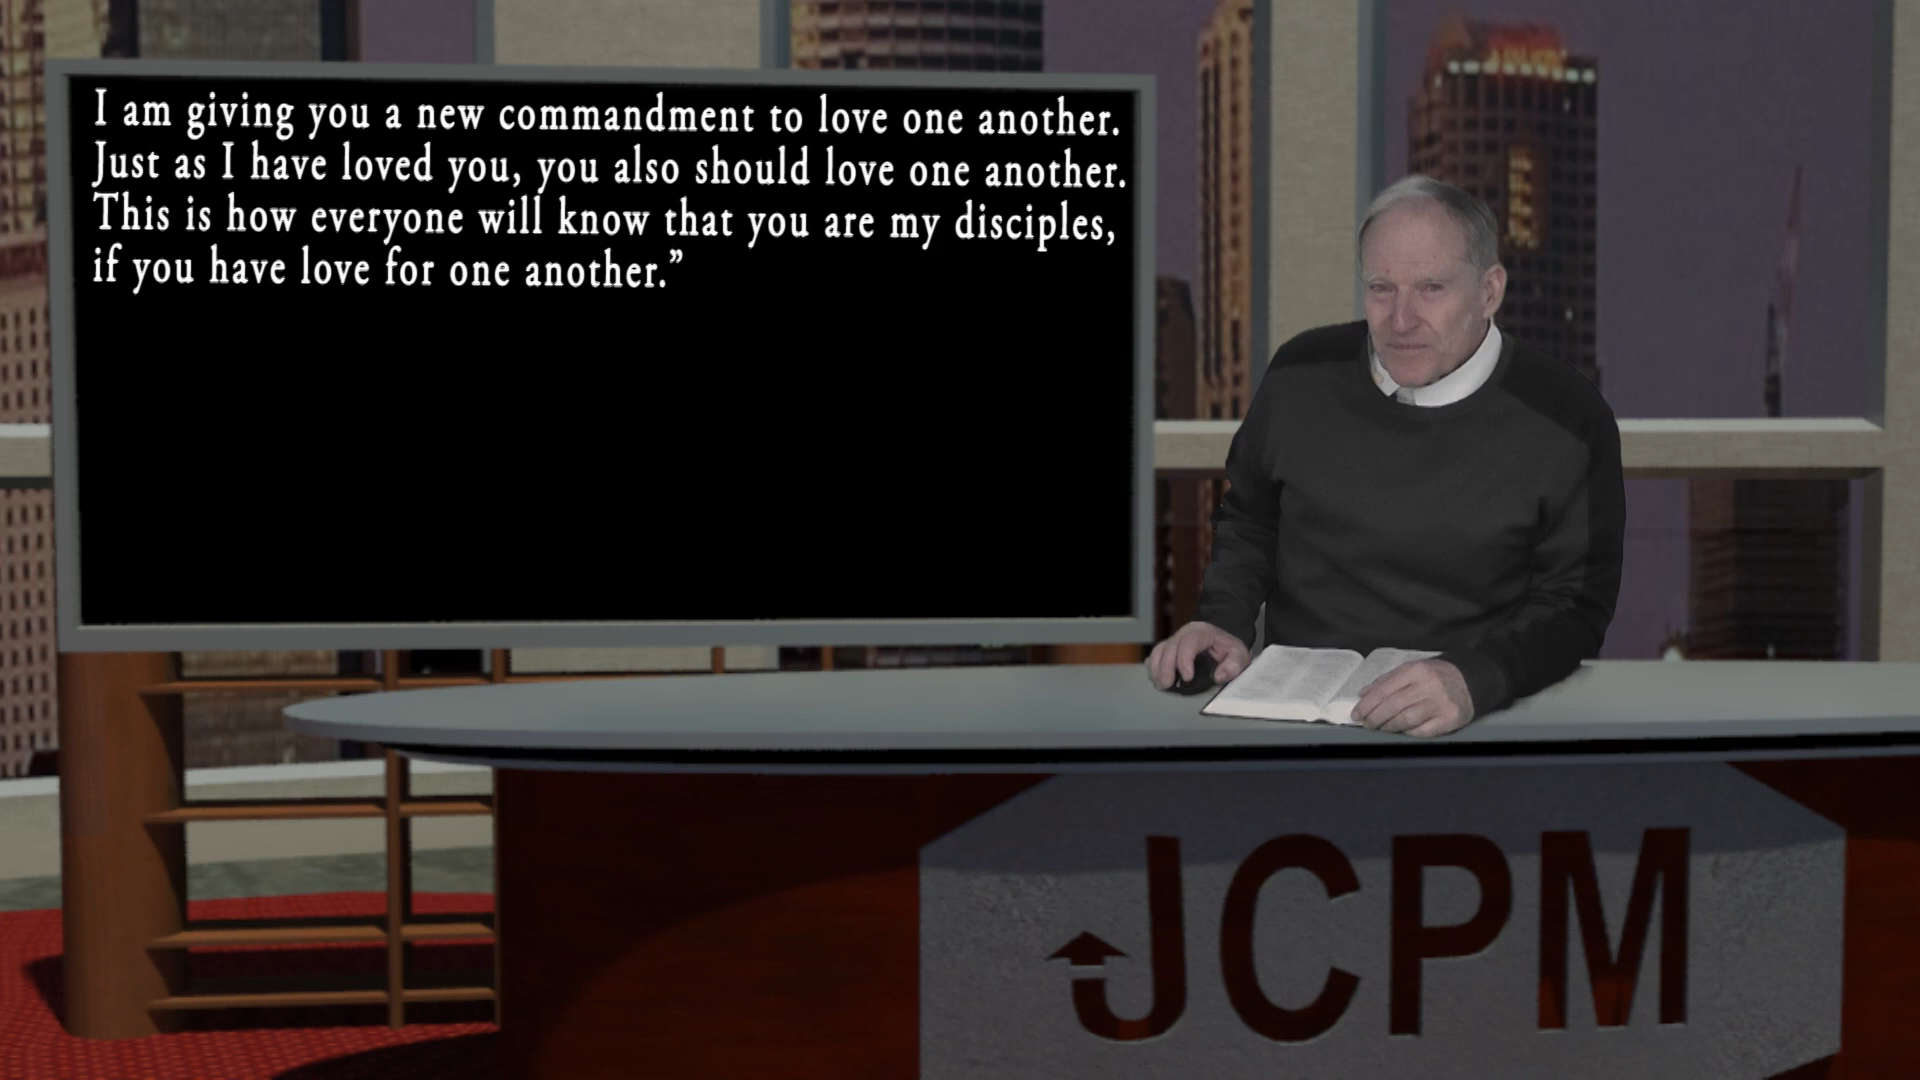 I am giving you a new commandment to love one another.
Just as I have loved you, you also should love one another.
This is how everyone will know that you are my disciples,
if you have love for one another.”
JCPM